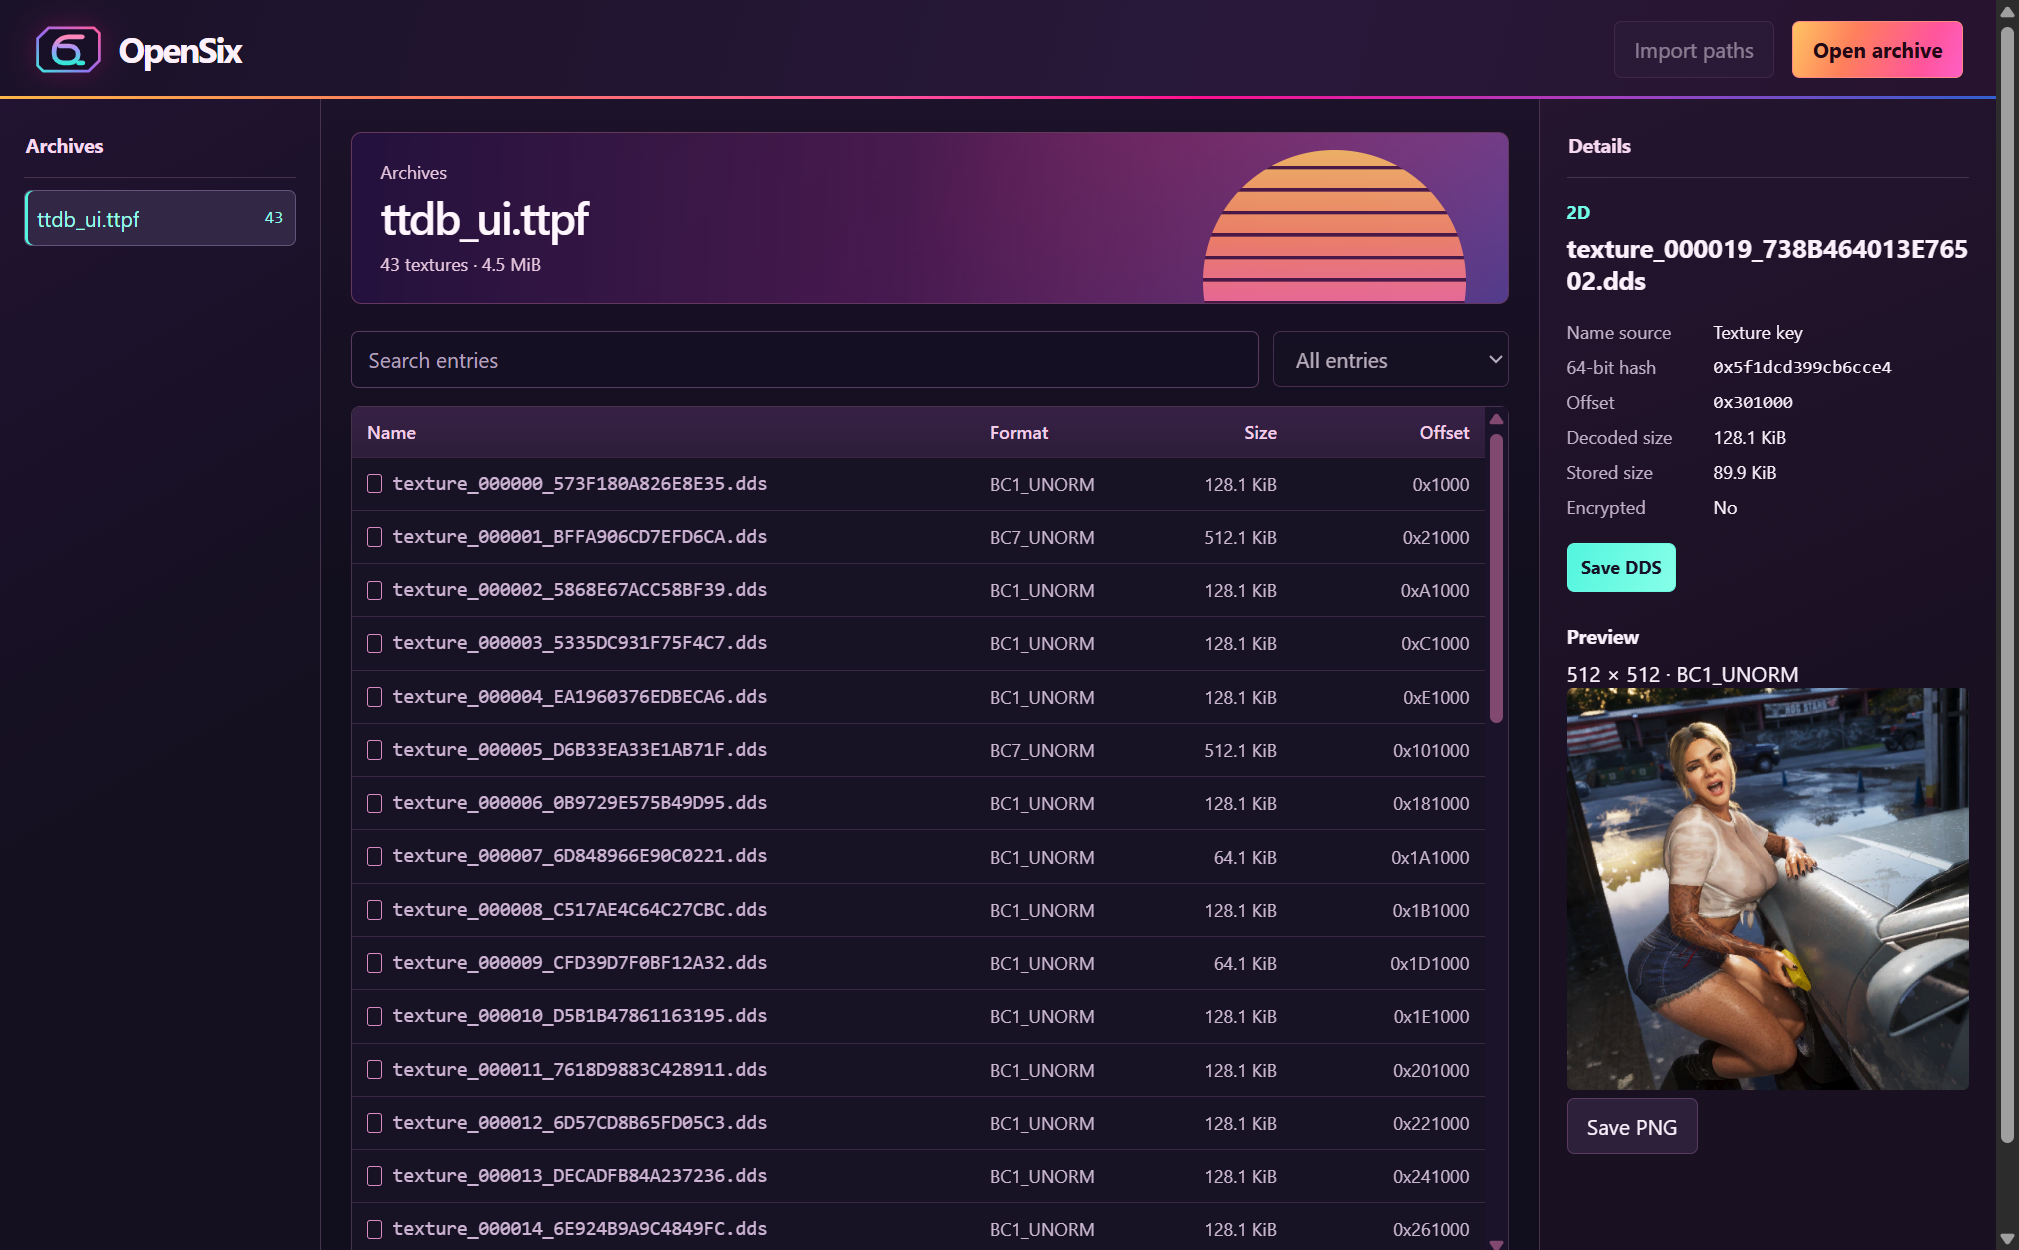 OpenSix
Import paths
Open archive
Archives
ttdb_ui.ttpf 43
Archives
ttdb_ui.ttpf
43 textures · 4.5 MiB
Search entries
All entries
Name Format Size Offset
texture_000000_573F180A826E8E35.dds BC1_UNORM 128.1 KiB 0x1000
texture_000001_BFFA906CD7EFD6CA.dds BC7_UNORM 512.1 KiB 0x21000
texture_000002_5868E67ACC58BF39.dds BC1_UNORM 128.1 KiB 0xA1000
texture_000003_5335DC931F75F4C7.dds BC1_UNORM 128.1 KiB 0xC1000
texture_000004_EA1960376EDBECA6.dds BC1_UNORM 128.1 KiB 0xE1000
texture_000005_D6B33EA33E1AB71F.dds BC7_UNORM 512.1 KiB 0x101000
texture_000006_0B9729E575B49D95.dds BC1_UNORM 128.1 KiB 0x181000
texture_000007_6D848966E90C0221.dds BC1_UNORM 64.1 KiB 0x1A1000
texture_000008_C517AE4C64C27CBC.dds BC1_UNORM 128.1 KiB 0x1B1000
texture_000009_CFD39D7F0BF12A32.dds BC1_UNORM 64.1 KiB 0x1D1000
texture_000010_D5B1B47861163195.dds BC1_UNORM 128.1 KiB 0x1E1000
texture_000011_7618D9883C428911.dds BC1_UNORM 128.1 KiB 0x201000
texture_000012_6D57CD8B65FD05C3.dds BC1_UNORM 128.1 KiB 0x221000
texture_000013_DECADFB84A237236.dds BC1_UNORM 128.1 KiB 0x241000
texture_000014_6E924B9A9C4849FC.dds BC1_UNORM 128.1 KiB 0x261000
Details
2D
texture_000019_738B464013E765
02.dds
Name source Texture key
64-bit hash 0x5f1dcd399cb6cce4
Offset 0x301000
Decoded size 128.1 KiB
Stored size 89.9 KiB
Encrypted No
Save DDS
Preview
512 × 512 · BC1_UNORM
Save PNG